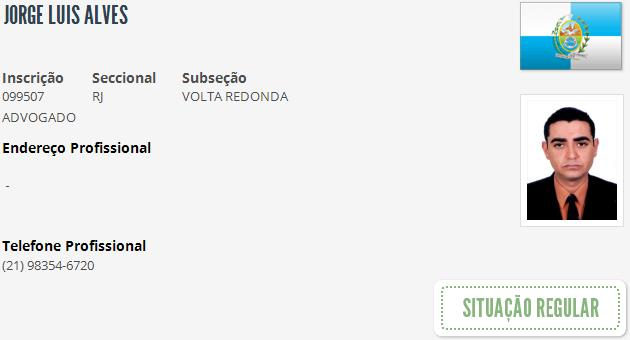 JORGE LUIS ALVES
Inscrição Seccional Subseção
099507 RJ VOLTA REDONDA
ADVOGADO
Endereço Profissional
-
Telefone Profissional
(21) 98354-6720
SITUAÇÃO REGULAR